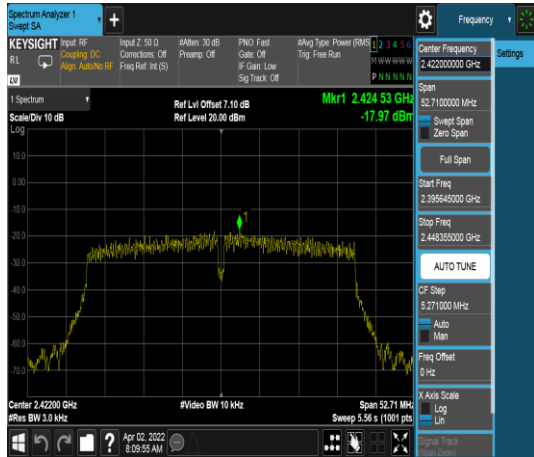 Spectrum Analyzer 1
Swept SA
+
Frequency
KEYSIGHT
RL
Input: RF
Coupling: DC
Align: Auto/No RF
Input Z: 50 Ω
Corrections: Off
Freq Ref: Int (S)
#Atten: 30 dB
Preamp: Off
PNO: Fast
Gate: Off
IF Gain: Low
Sig Track: Off
#Avg Type: Power (RMS
Trig: Free Run
1 2 3 4 5 6
M W W W W W
P N N N N N
1 Spectrum
Scale/Div 10 dB
Ref Lvl Offset 7.10 dB
Ref Level 20.00 dBm
Mkr1 2.424 53 GHz
-17.97 dBm
Log
10.0
0.00
-10.0
-20.0
-30.0
-40.0
-50.0
-60.0
-70.0
1
Center 2.42200 GHz
#Res BW 3.0 kHz
#Video BW 10 kHz
Span 52.71 MHz
Sweep 5.56 s (1001 pts
Apr 02, 2022
8:09:55 AM
Center Frequency
2.422000000 GHz
Span
52.7100000 MHz
Swept Span
Zero Span
Full Span
Start Freq
2.395645000 GHz
Stop Freq
2.448355000 GHz
AUTO TUNE
CF Step
5.271000 MHz
Auto
Man
Freq Offset
0 Hz
X Axis Scale
Log
Lin
Signal Track
Span Zoom
Settings